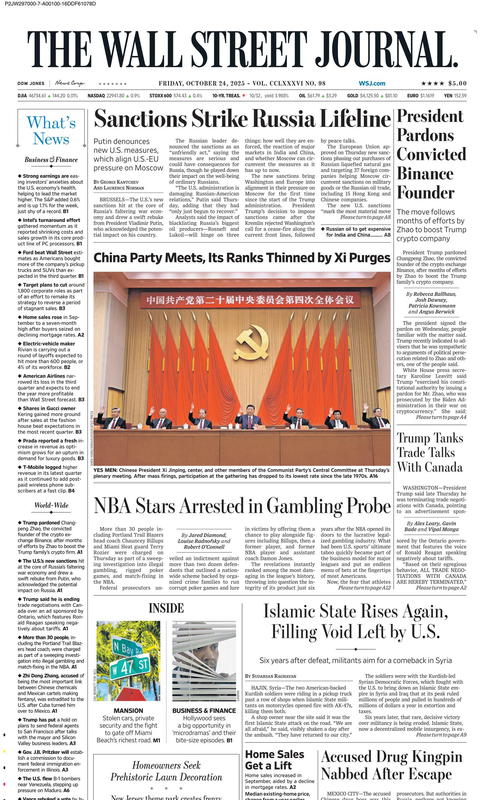 P2JW297000-7-A00100-16DDF61078D
THE WALL STREET JOURNAL.
DOW JONES | News Corp
FRIDAY, OCTOBER 24, 2025 - VOL. CCLXXXVI NO. 98
WSJ.com
★★★★ $5.00
DJIA 46734.61 ▲ 144.20 0.31% NASDAQ 22941.80 ▲ 0.9% STOXX 600 574.43 ▲ 0.4% 10-YR. TREAS. ▼ 10/32, yield 3.993% OIL $61.79 ▲ $3.29 GOLD $4,125.50 ▲ $81.10 EURO $1.1619 YEN 152.59
What's
News
Business & Finance
◆ Strong earnings are easing investors' anxieties about
the U.S. economy's health,
helping to lead the market
higher. The S&P added 0.6%
and is up 1.1% for the week,
just shy of a record. B1
◆ Intel's turnaround effort
gathered momentum as it
reported shrinking costs and
sales growth in its core product
line of PC processors. B1
◆ Ford beat Wall Street estimates
as Americans bought
more of the company's pickup
trucks and SUVs than expected
in the third quarter. B1
◆ Target plans to cut around
1,800 corporate roles as part
of an effort to remake its
strategy to reverse a period
of stagnant sales. B3
◆ Home sales rose in September
to a seven-month
high after buyers seized on
declining mortgage rates. A2
◆ Electric-vehicle maker
Rivian is carrying out a
round of layoffs expected to
hit more than 600 people, or
4% of its workforce. B2
◆ American Airlines narrowed
its loss in the third
quarter and expects to end
the year more profitable
than Wall Street forecast. B3
◆ Shares in Gucci owner
Kering gained more ground
after sales at the fashion
house beat expectations in
the most recent quarter. B3
◆ Prada reported a fresh increase
in revenue as optimism
grows for an upturn in
demand for luxury goods. B3
◆ T-Mobile logged higher
revenue in its latest quarter
as it continued to add postpaid
wireless phone subscribers
at a fast clip. B4
World-Wide
◆ Trump pardoned Changpeng
Zhao, the convicted
founder of the crypto exchange
Binance, after months of
efforts by Zhao to boost the
Trump family's crypto firm. A1
◆ The U.S.'s new sanctions hit
at the core of Russia's faltering
war economy and drew a
swift rebuke from Putin, who
acknowledged the potential
impact on Russia. A1
◆ Trump said he is ending
trade negotiations with Canada
over an ad sponsored by
Ontario, which features Ronald
Reagan speaking negatively
about tariffs. A1
◆ More than 30 people, including
the Portland Trail Blazers
head coach, were charged
as part of a sweeping investigation
into illegal gambling and
match-fixing in the NBA. A1
◆ Zhi Dong Zhang, accused of
being the most important link
between Chinese chemicals
and Mexican cartels making
fentanyl, was extradited to the
U.S. after Cuba turned him
over to Mexico. A1
◆ Trump has put a hold on
plans to send federal agents
to San Francisco after talks
with the mayor and Silicon
Valley business leaders. A3
◆ Gov. J.B. Pritzker will establish
a commission to document
federal immigration enforcement
in Illinois. A3
◆ The U.S. flew B-1 bombers
near Venezuela, stepping up
pressure on Maduro. A16
Sanctions Strike Russia Lifeline
Putin denounced
new U.S. measures,
which align U.S.-EU
pressure on Moscow
By Georgi Kantchev
And Laurence Norman
BRUSSELS—The U.S.'s new
sanctions hit at the core of
Russia's faltering war economy
and drew a swift rebuke
from President Vladimir Putin,
who acknowledged the potential
impact on his country.
The Russian leader denounced
the sanctions as an
"unfriendly act," saying the
measures are serious and
could have consequences for
Russia, though he played down
their impact on the well-being
of ordinary Russians.
"The U.S. administration is
damaging Russian-American
relations," Putin said Thursday,
adding that those ties had
"only just begun to recover."
Analysts said the impact of
blacklisting Russia's biggest
oil producers—Rosneft and
Lukoil—will hinge on three
things: how well they are enforced,
the reaction of major
markets in India and China,
and whether Moscow can circumvent
the measures as it
has up to now.
The new sanctions bring
Washington and Europe into
alignment in their pressure on
Moscow for the first time
since the start of the Trump
administration. President
Trump's decision to impose
sanctions came after the
Kremlin rejected Washington's
call for a cease-fire along the
current front lines, followed
by peace talks.
The European Union approved
on Thursday new sanctions
phasing out purchases of
Russian liquefied natural gas
and targeting 37 foreign companies
helping Moscow circumvent
sanctions on military
goods or the Russian oil trade,
including 15 Hong Kong and
Chinese companies.
The new U.S. sanctions
"mark the most material move
Please turn to page A8
◆ Russian oil to get expensive
for India and China........... A8
China Party Meets, Its Ranks Thinned by Xi Purges
中国共产党第二十届中央委员会第四次全体会议
YES MEN: Chinese President Xi Jinping, center, and other members of the Communist Party's Central Committee at Thursday's
plenary meeting. After mass firings, participation at the gathering has dropped to its lowest rate since the late 1970s. A16
President
Pardons
Convicted
Binance
Founder
The move follows
months of efforts by
Zhao to boost Trump
crypto company
President Trump pardoned
Changpeng Zhao, the convicted
founder of the crypto exchange
Binance, after months of efforts
by Zhao to boost the Trump
family's crypto company.
By Rebecca Ballhaus,
Josh Dawsey,
Patricia Kowsmann
and Angus Berwick
The president signed the
pardon on Wednesday, people
familiar with the matter said.
Trump recently indicated to advisers
that he was sympathetic
to arguments of political persecution
related to Zhao and others,
one of the people said.
White House press secretary
Karoline Leavitt said
Trump "exercised his constitutional
authority by issuing a
pardon for Mr. Zhao, who was
prosecuted by the Biden Administration
in their war on
cryptocurrency." She said:
Please turn to page A4
Trump Tanks
Trade Talks
With Canada
WASHINGTON—President
Trump said late Thursday he
was terminating trade negotiations
with Canada, pointing
to an advertisement sponsored
By Alex Leary, Gavin
Bade and Vipal Monga
by the Ontario government
that features the voice
of Ronald Reagan speaking
negatively about tariffs.
"Based on their egregious
behavior, ALL TRADE NEGOTIATIONS
WITH CANADA
ARE HEREBY TERMINATED,"
Please turn to page A2
NBA Stars Arrested in Gambling Probe
More than 30 people including
Portland Trail Blazers
head coach Chauncey Billups
and Miami Heat guard Terry
Rozier were charged on
Thursday as part of a sweeping
investigation into illegal
gambling, rigged poker
games, and match-fixing in
the NBA.
Federal prosecutors unveiled
By Jared Diamond,
Louise Radnofsky and
Robert O'Connell
an indictment against
more than two dozen defendants
that outlined a nationwide
scheme backed by organized
crime families to run
corrupt poker games and lure
in victims by offering them a
chance to play alongside figures
including Billups, then a
former player, and former
NBA player and assistant
coach Damon Jones.
The revelations instantly
ranked among the most damaging
in the league's history,
throwing into question the integrity
of its product just six
years after the NBA opened its
doors to the lucrative legalized
gambling industry. What
had been U.S. sports' ultimate
taboo quickly became part of
the business model for major
leagues and put an endless
menu of bets at the fingertips
of most Americans.
Now, the four athletes
Please turn to page A12
INSIDE
N Bay Rd
W 47 ST
MANSION
Stolen cars, private
security and the fight
to gate off Miami
Beach's richest road. M1
BUSINESS & FINANCE
Hollywood sees
a big opportunity in
'microdramas' and their
bite-size episodes. B1
Islamic State Rises Again,
Filling Void Left by U.S.
Six years after defeat, militants aim for a comeback in Syria
By Sudarsan Raghavan
HAJIN, Syria—The two American-backed
Kurdish soldiers were riding in a pickup truck
past a row of shops when Islamic State militants
on motorcycles opened fire with AK-47s,
killing them both.
A shop owner near the site said it was the
first Islamic State attack on the road. "We are
all afraid," he said, visibly shaken a day after
the ambush. "They have returned to our city."
The soldiers were with the Kurdish-led
Syrian Democratic Forces, which fought with
the U.S. to bring down an Islamic State empire
in Syria and Iraq that at its peak ruled
millions of people and pulled in hundreds of
millions of dollars a year in extortion and
taxes.
Six years later, that rare, decisive victory
over militancy is being eroded. Islamic State,
now a decentralized mobile insurgency, is ex-
Please turn to page A9
Homeowners Seek
Prehistoric Lawn Decoration
New Jersey theme park creates frenzy
Home Sales
Get a Lift
Home sales increased in
September, aided by a decline
in mortgage rates. A2
Median existing-home price,
Accused Drug Kingpin
Nabbed After Escape
MEXICO CITY—The accused
prosecutors. But authorities in